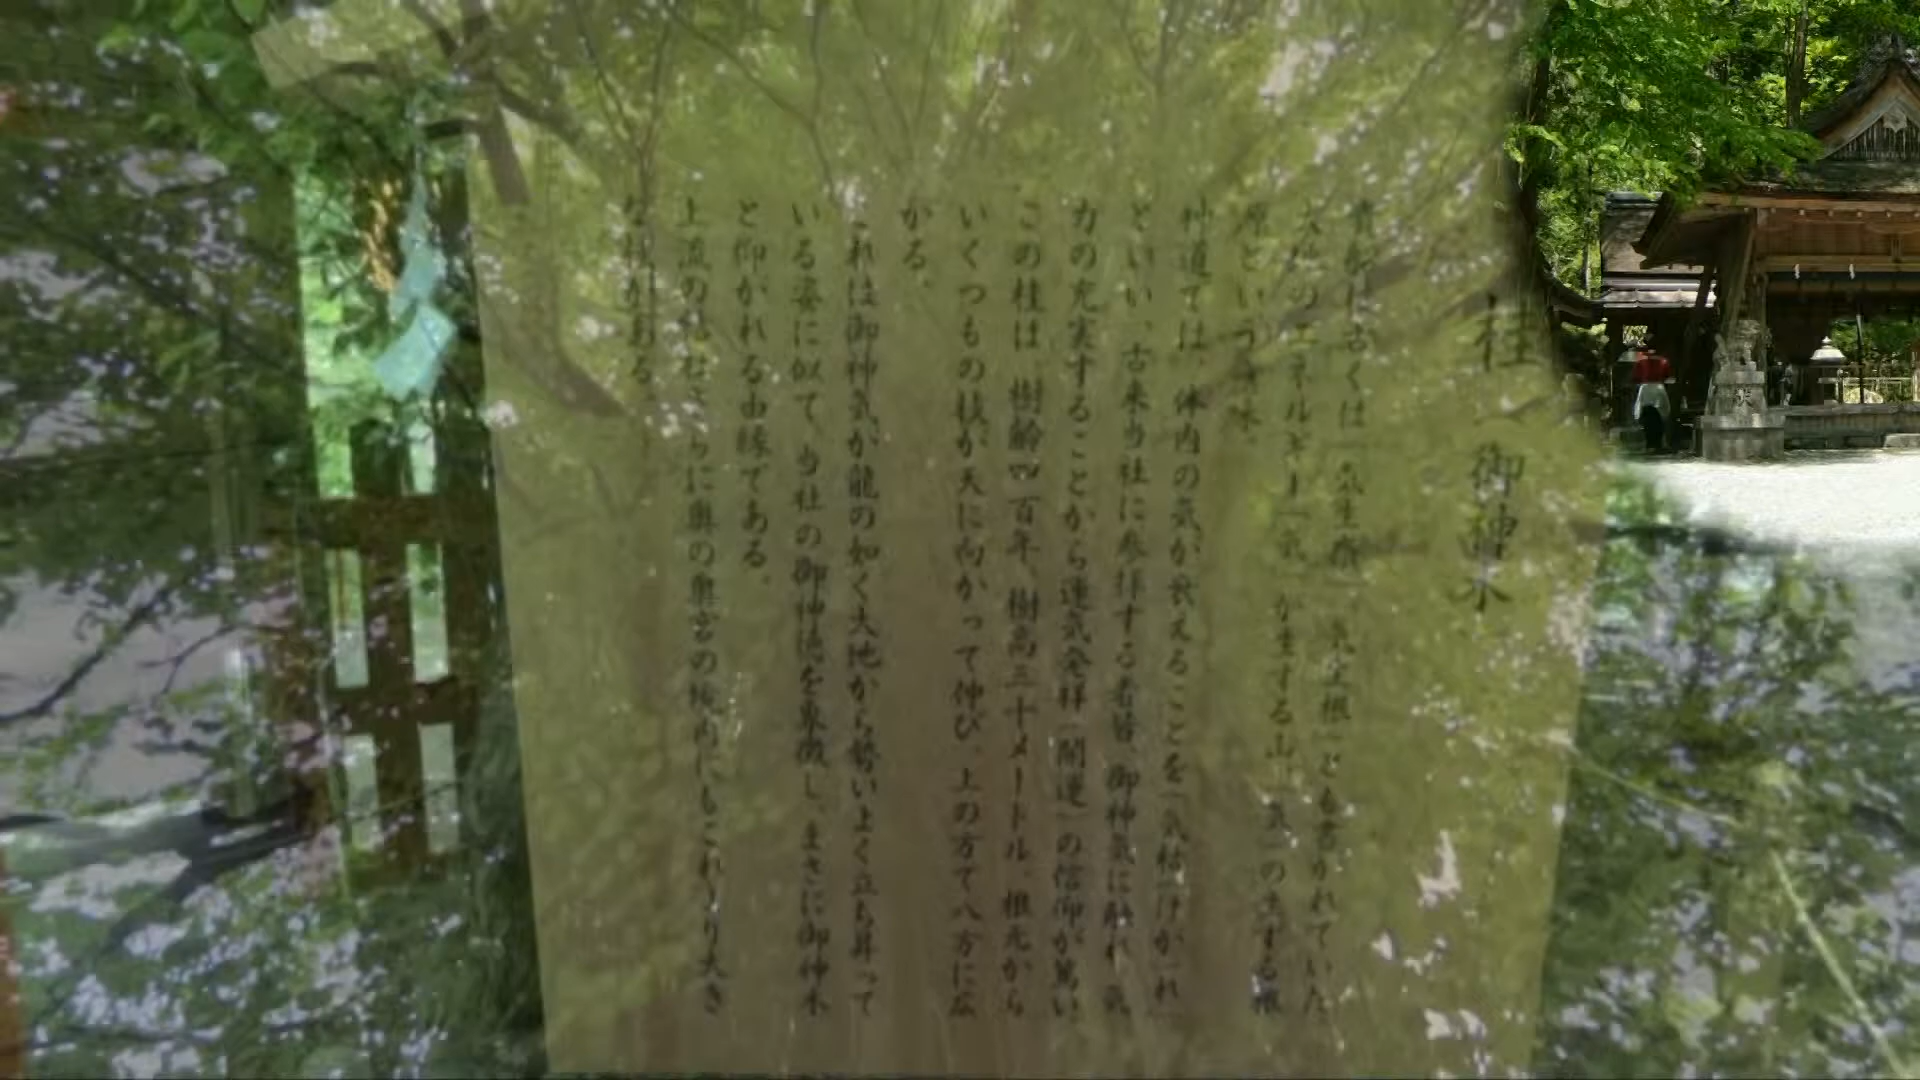 桂 御神木
貴船は古くは「気生嶺」「気生根」とも書かれていた
大地のエネルギー「気」が生ずる山「気」の生ずる根
源という意味。
神道では、体内の気が衰えることを「気枯け
がれ」
といい、古来当社に参拝する者皆、御神気に触れ、気
力の充実することから運気発祥(開運)の信仰が篤い
この桂は、樹齢四百年、樹高三十メートル。根元から
いくつもの枝が天に向かって伸び、上の方で八方に広
がる。
これは御神気が龍の如く大地から勢い上く立ち昇って
いる姿に似て、当社の御神徳を象徴し、まさに御神木
と仰がれる由縁である。
上流のさらに奥の奥宮の境内にもこれより大き
な桂がある。